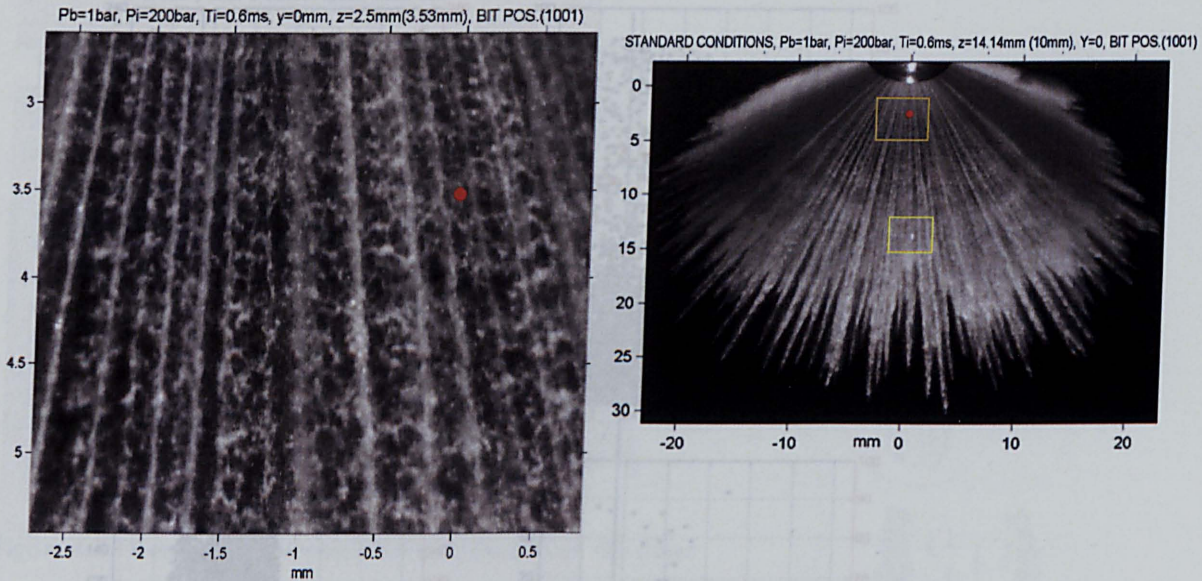 Pb=1bar, Pi=200bar, Ti=0.6ms, y=0mm, z=2.5mm(3.53mm), BIT POS.(1001)
3
3.5
4
4.5
5
-2.5 -2 -1.5 -1 -0.5 0 0.5
mm
STANDARD CONDITIONS, Pb=1bar, Pi=200bar, Ti=0.6ms, z=14.14mm (10mm), Y=0, BIT POS.(1001)
0
5
10
15
20
25
30
-20 -10 mm 0 10 20